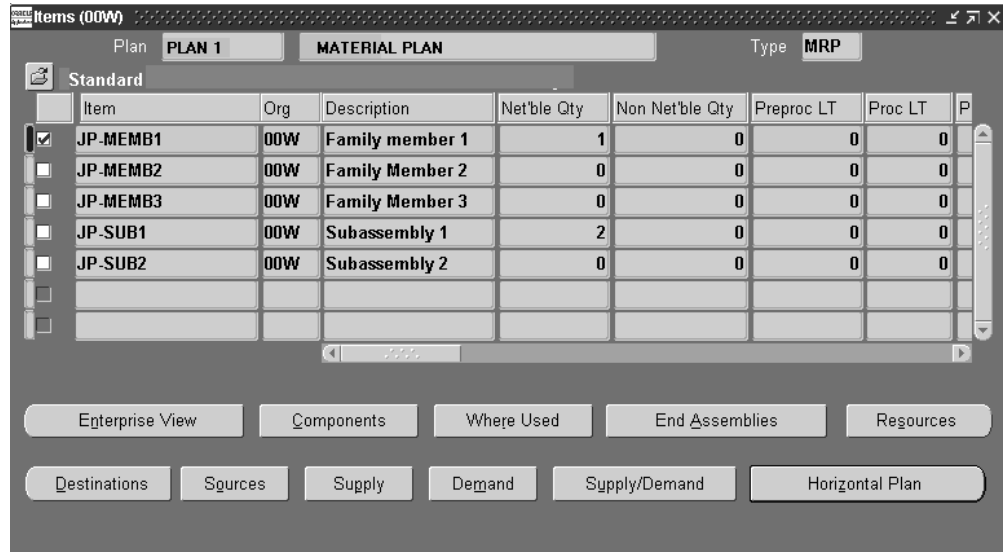 Items (00W)
Plan PLAN 1 MATERIAL PLAN Type MRP
Standard
Item Org Description Net'ble Qty Non Net'ble Qty Preproc LT Proc LT P
JP-MEMB1 00W Family member 1 1 0 0 0
JP-MEMB2 00W Family Member 2 0 0 0 0
JP-MEMB3 00W Family Member 3 0 0 0 0
JP-SUB1 00W Subassembly 1 2 0 0 0
JP-SUB2 00W Subassembly 2 0 0 0 0
Enterprise View Components Where Used End Assemblies Resources
Destinations Sources Supply Demand Supply/Demand Horizontal Plan